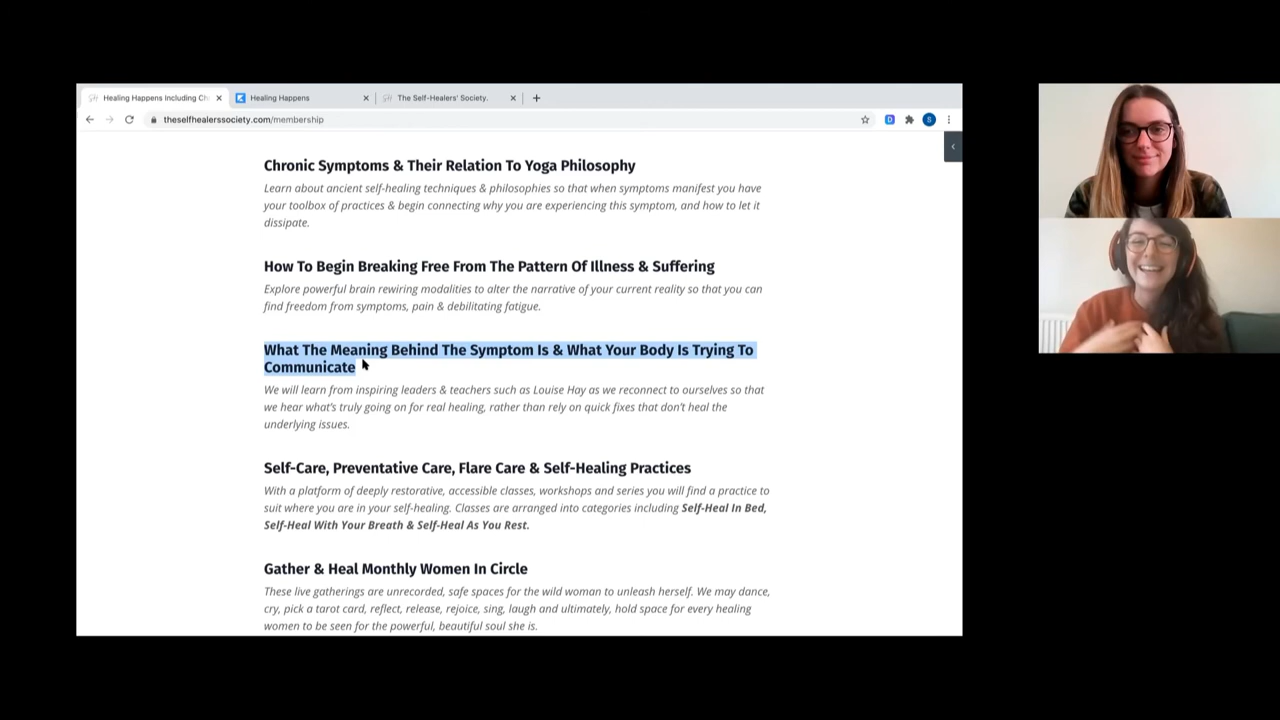 Healing Happens Including Ch
Healing Happens
The Self-Healers' Society.
theselfhealerssociety.com/membership
S
Chronic Symptoms & Their Relation To Yoga Philosophy
Learn about ancient self-healing techniques & philosophies so that when symptoms manifest you have
your toolbox of practices & begin connecting why you are experiencing this symptom, and how to let it
dissipate.
How To Begin Breaking Free From The Pattern Of Illness & Suffering
Explore powerful brain rewiring modalities to alter the narrative of your current reality so that you can
find freedom from symptoms, pain & debilitating fatigue.
What The Meaning Behind The Symptom Is & What Your Body Is Trying To
Communicate
We will learn from inspiring leaders & teachers such as Louise Hay as we reconnect to ourselves so that
we hear what's truly going on for real healing, rather than rely on quick fixes that don't heal the
underlying issues.
Self-Care, Preventative Care, Flare Care & Self-Healing Practices
With a platform of deeply restorative, accessible classes, workshops and series you will find a practice to
suit where you are in your self-healing. Classes are arranged into categories including Self-Heal In Bed,
Self-Heal With Your Breath & Self-Heal As You Rest.
Gather & Heal Monthly Women In Circle
These live gatherings are unrecorded, safe spaces for the wild woman to unleash herself. We may dance,
cry, pick a tarot card, reflect, release, rejoice, sing, laugh and ultimately, hold space for every healing
women to be seen for the powerful, beautiful soul she is.